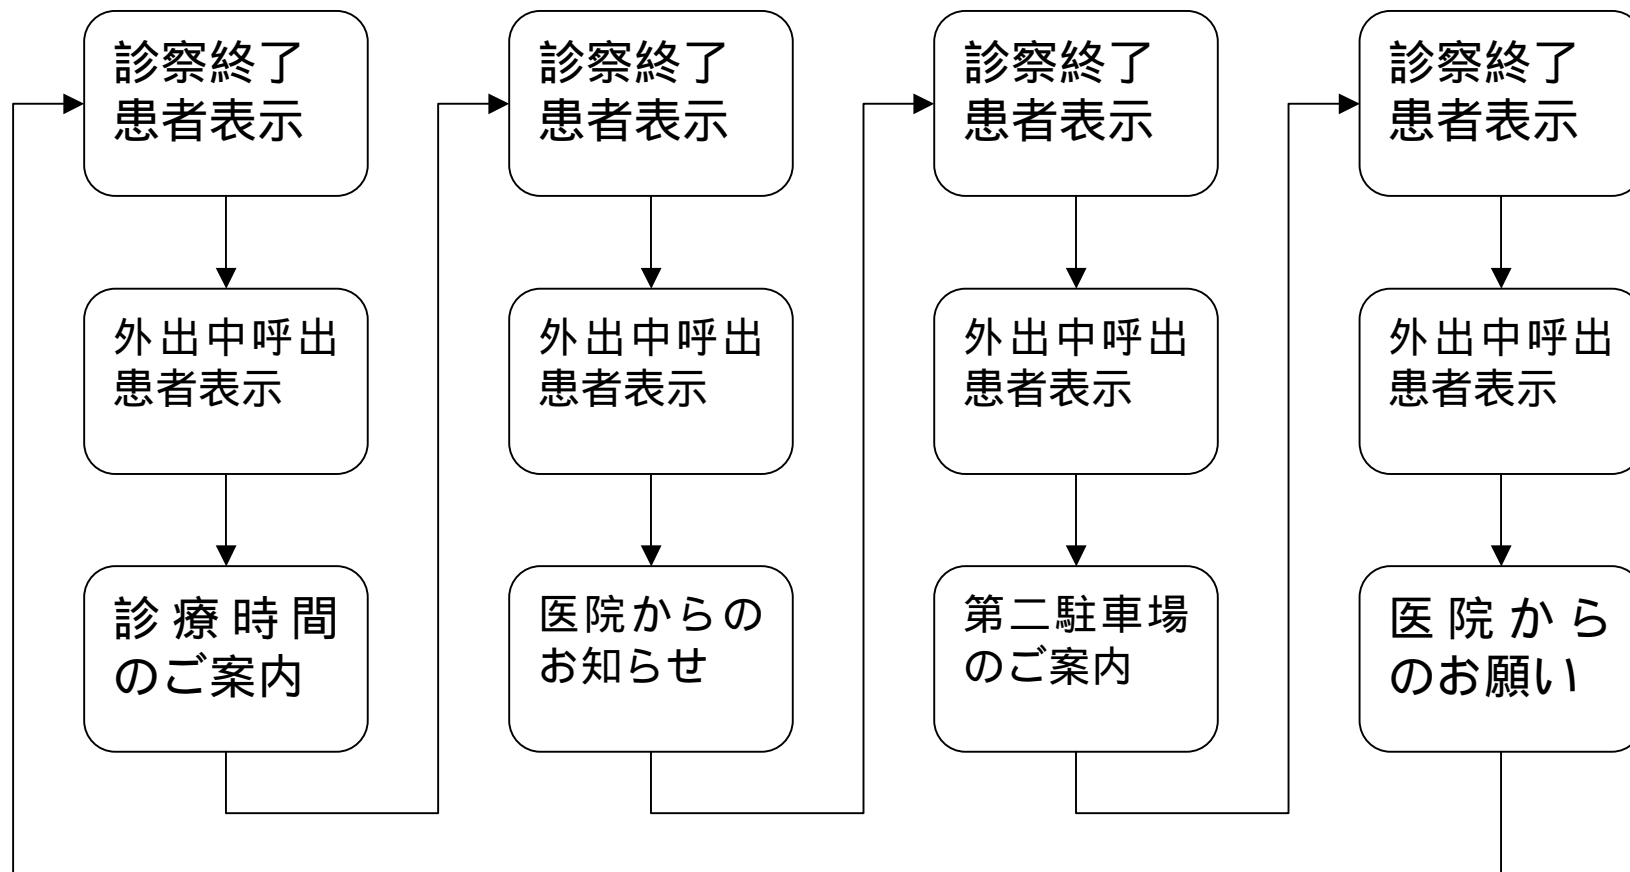 診察終了
患者表示
外出中呼出
患者表示
診療時間
のご案内
診察終了
患者表示
外出中呼出
患者表示
医院からの
お知らせ
診察終了
患者表示
外出中呼出
患者表示
第二駐車場
のご案内
診察終了
患者表示
外出中呼出
患者表示
医院から
のお願い